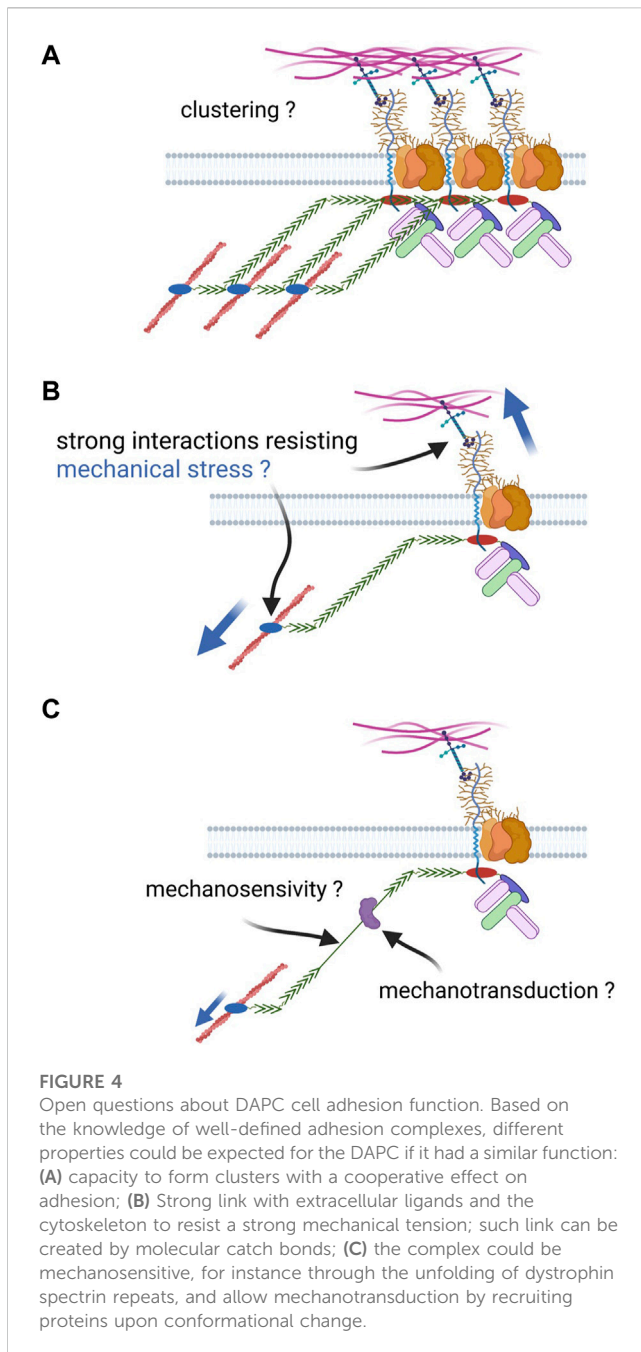 A
clustering ?
B
strong interactions resisting
mechanical stress ?
C
mechanosensivity ?
mechanotransduction ?
FIGURE 4
Open questions about DAPC cell adhesion function. Based on
the knowledge of well-defined adhesion complexes, different
properties could be expected for the DAPC if it had a similar function:
(A) capacity to form clusters with a cooperative effect on
adhesion; (B) Strong link with extracellular ligands and the
cytoskeleton to resist a strong mechanical tension; such link can be
created by molecular catch bonds; (C) the complex could be
mechanosensitive, for instance through the unfolding of dystrophin
spectrin repeats, and allow mechanotransduction by recruiting
proteins upon conformational change.